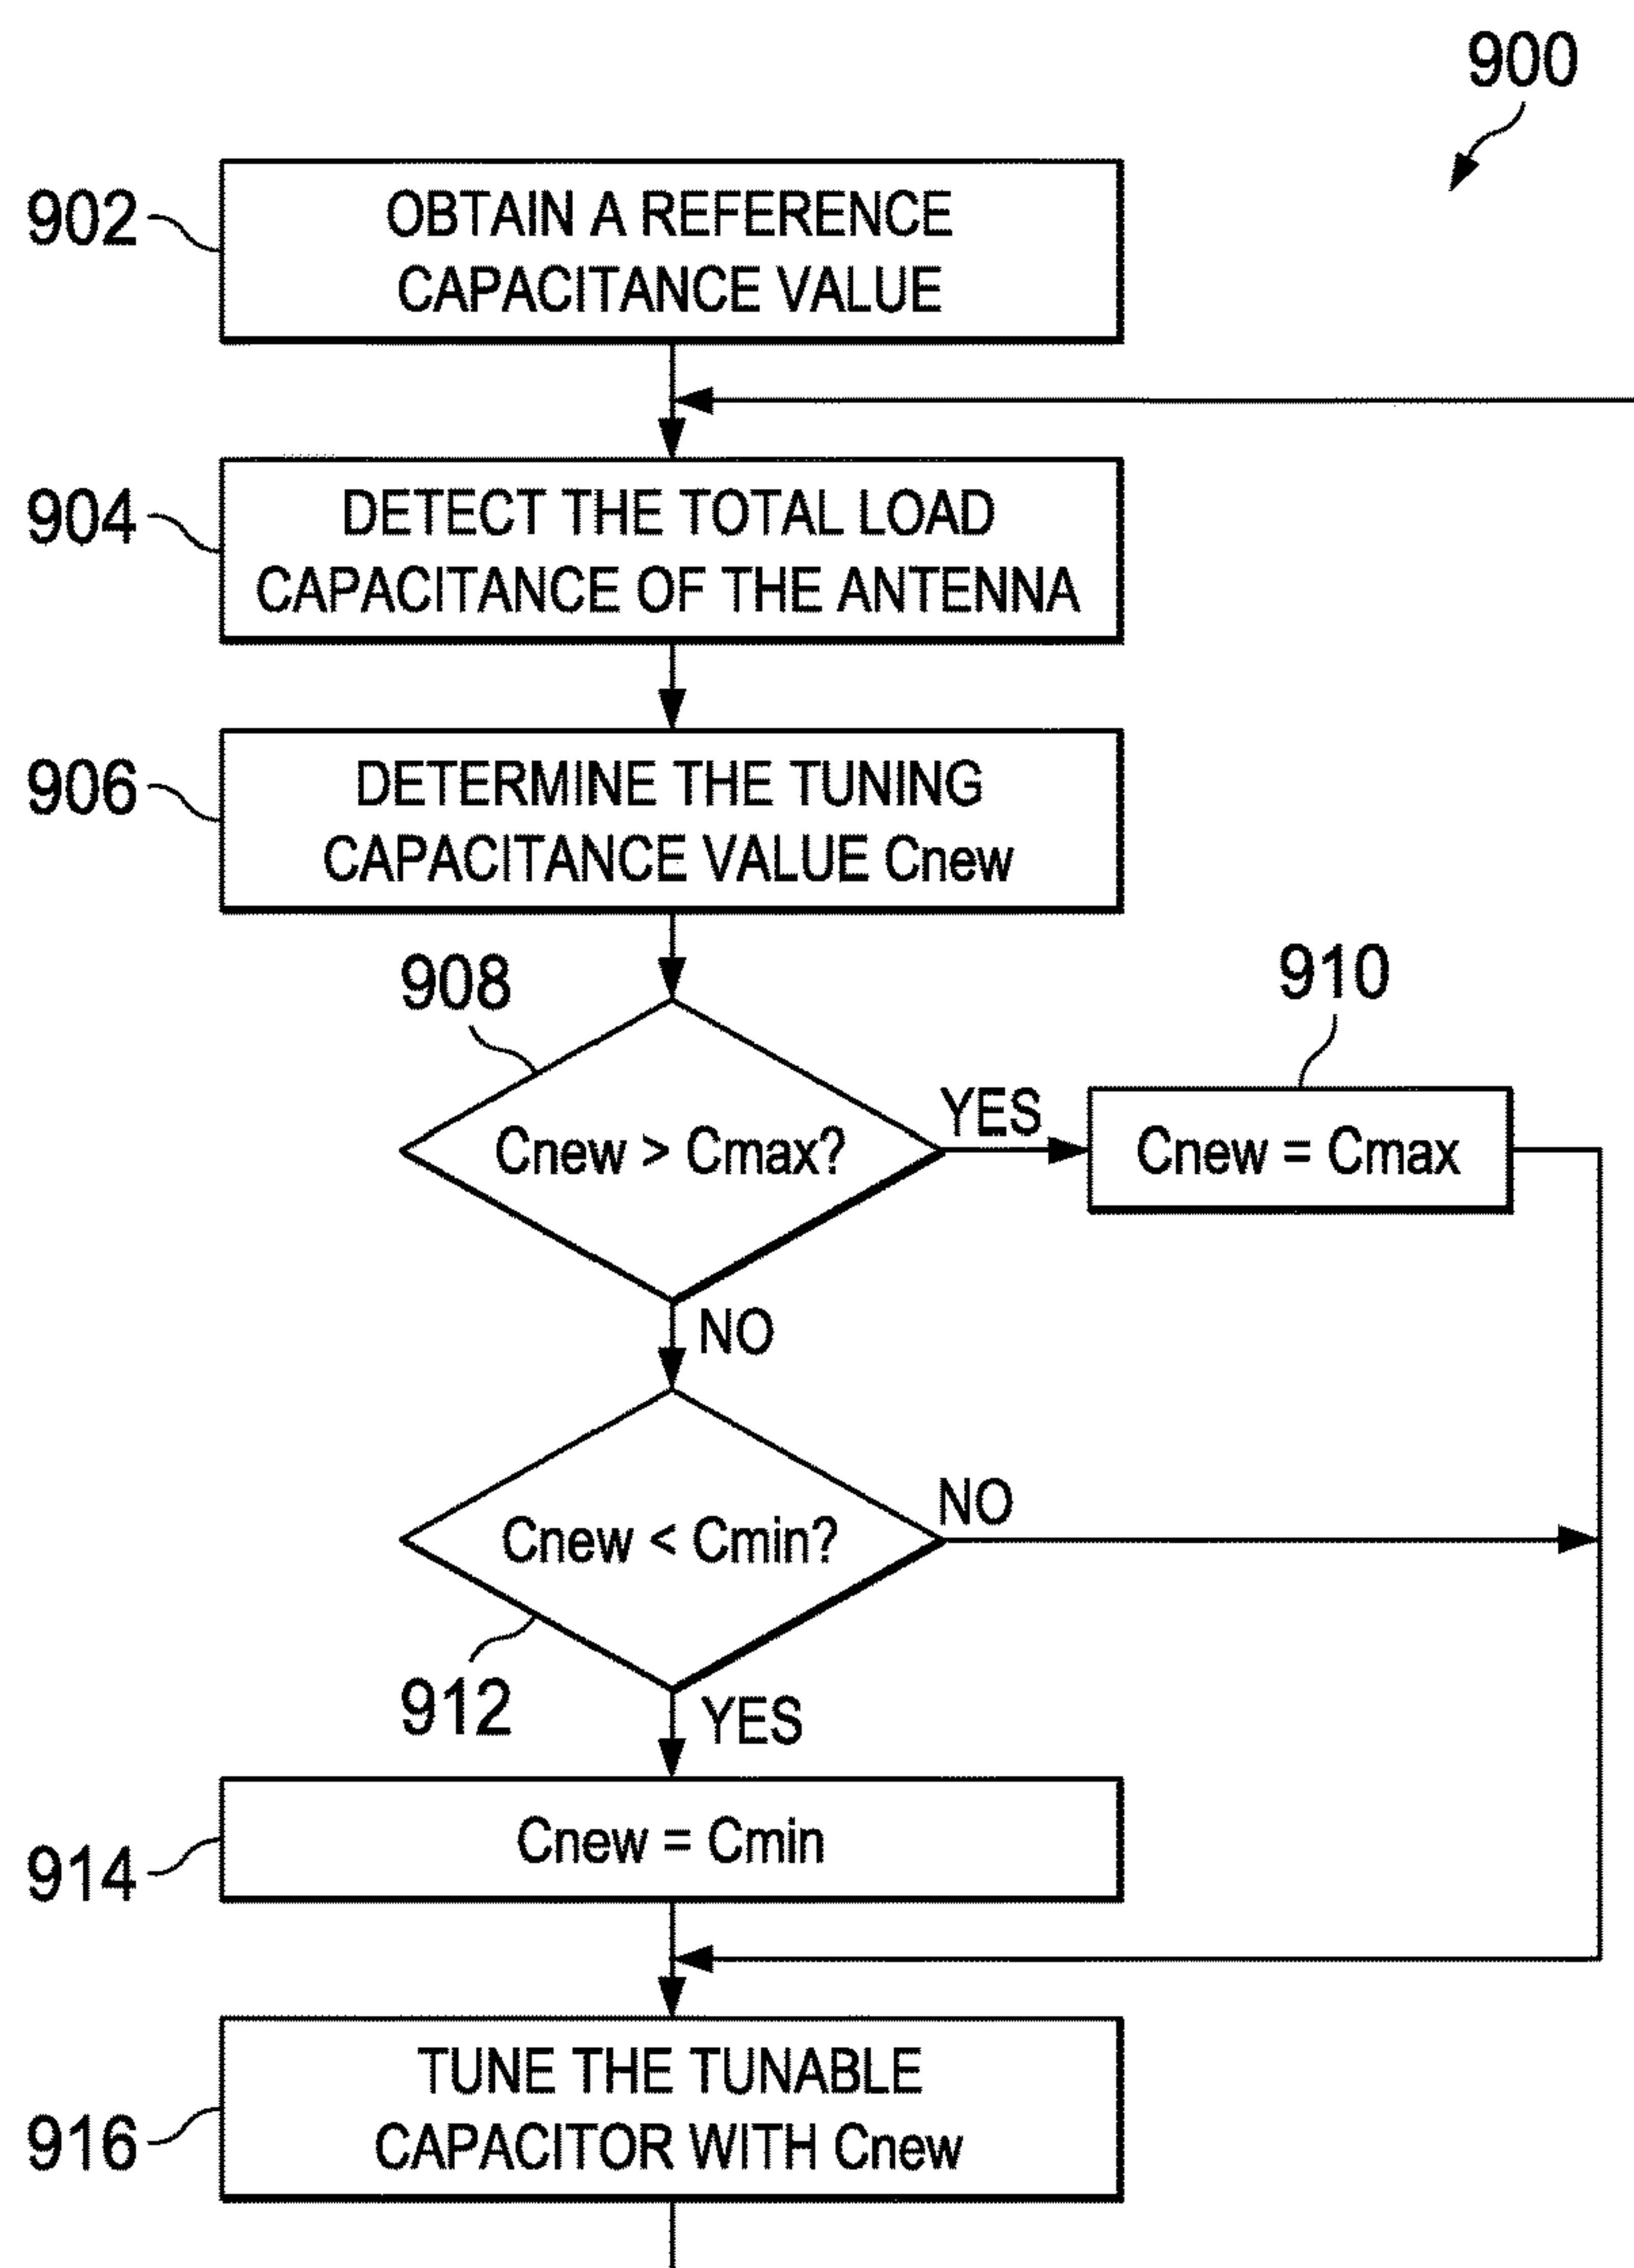 900
902
OBTAIN A REFERENCE
CAPACITANCE VALUE
904
DETECT THE TOTAL LOAD
CAPACITANCE OF THE ANTENNA
906
DETERMINE THE TUNING
CAPACITANCE VALUE Cnew
908
910
Cnew > Cmax?
YES
Cnew = Cmax
NO
Cnew < Cmin?
NO
912
YES
914
Cnew = Cmin
916
TUNE THE TUNABLE
CAPACITOR WITH Cnew